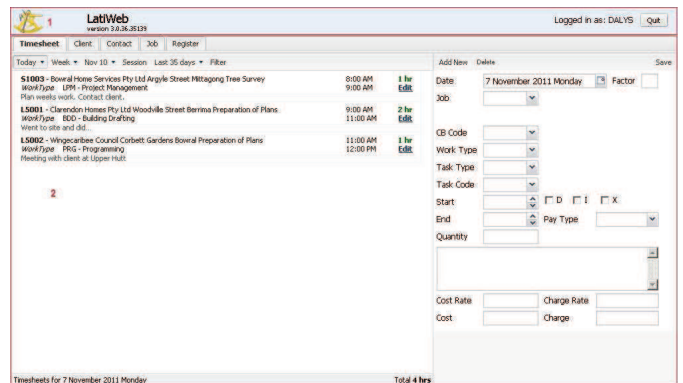 1 LatiWeb
version 3.0.36.35139
Logged in as: DALYS Quit
Timesheet Client Contact Job Register
Today Week Nov 10 Session Last 35 days Filter
Add New Delete Save
S1003 - Bowral Home Services Pty Ltd Argyle Street Mittagong Tree Survey 8:00 AM 1 hr
WorkType LPM - Project Management 9:00 AM Edit
Plan weeks work. Contact client.
L5001 - Clarendon Homes Pty Ltd Woodville Street Berrima Preparation of Plans 9:00 AM 2 hr
WorkType BDD - Building Drafting 11:00 AM Edit
Went to site and did...
L5002 - Wingecaribee Council Corbett Gardens Bowral Preparation of Plans 11:00 AM 1 hr
WorkType PRG - Programming 12:00 PM Edit
Meeting with client at Upper Hutt
2
Date 7 November 2011 Monday Factor
Job
CB Code
Work Type
Task Type
Task Code
Start D I X
End Pay Type
Quantity
Cost Rate Charge Rate
Cost Charge
Timesheets for 7 November 2011 Monday Total 4 hrs